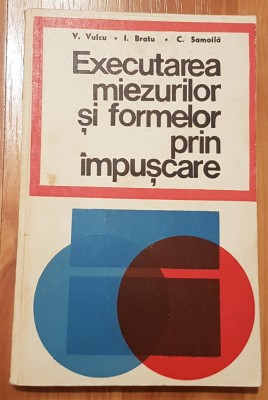 V. Vulcu • I. Bratu • C. Samoilă
Executarea
miezurilor
și formelor
prin
împușcare